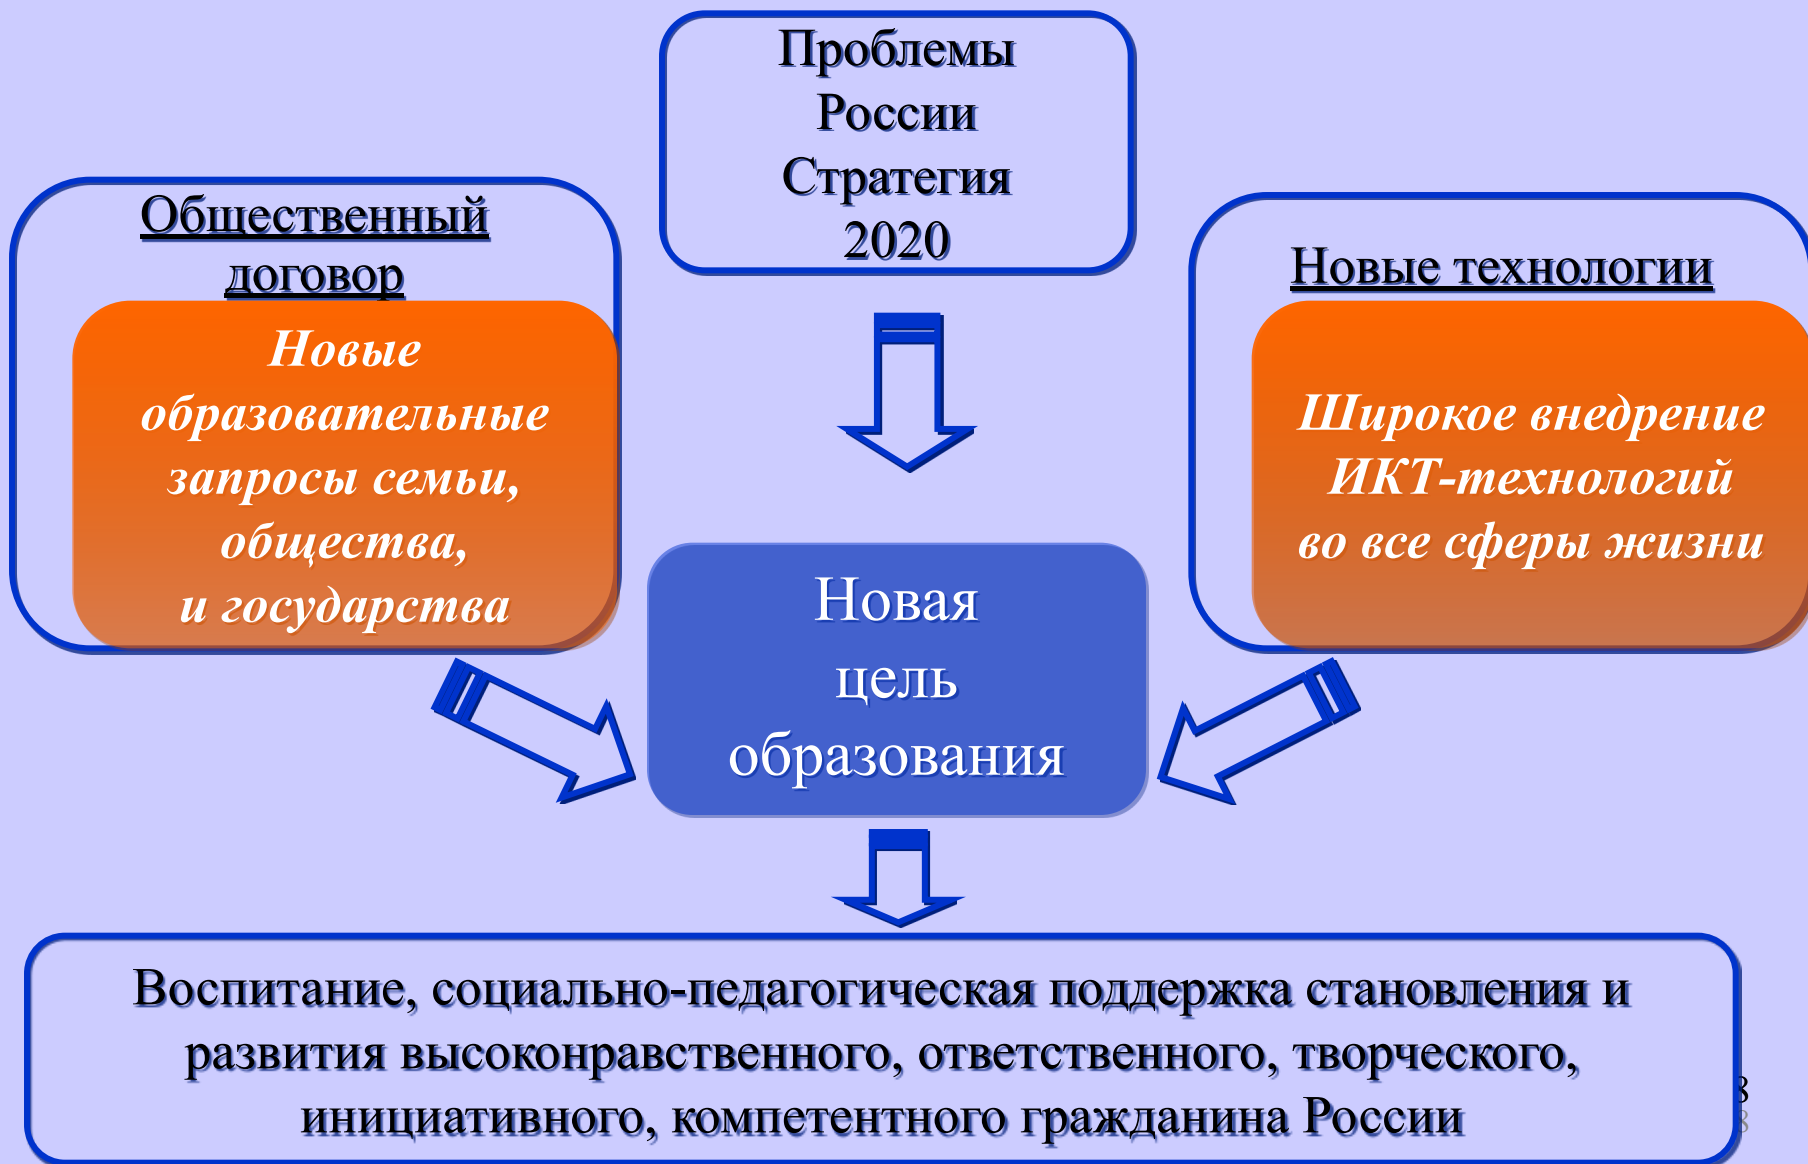 Проблемы
России
Стратегия
2020
Общественный
договор
Новые
образовательные
запросы семьи,
общества,
и государства
Новые технологии
Широкое внедрение
ИКТ-технологий
во все сферы жизни
Новая
цель
образования
Воспитание, социально-педагогическая поддержка становления и
развития высоконравственного, ответственного, творческого,
инициативного, компетентного гражданина России
8
8